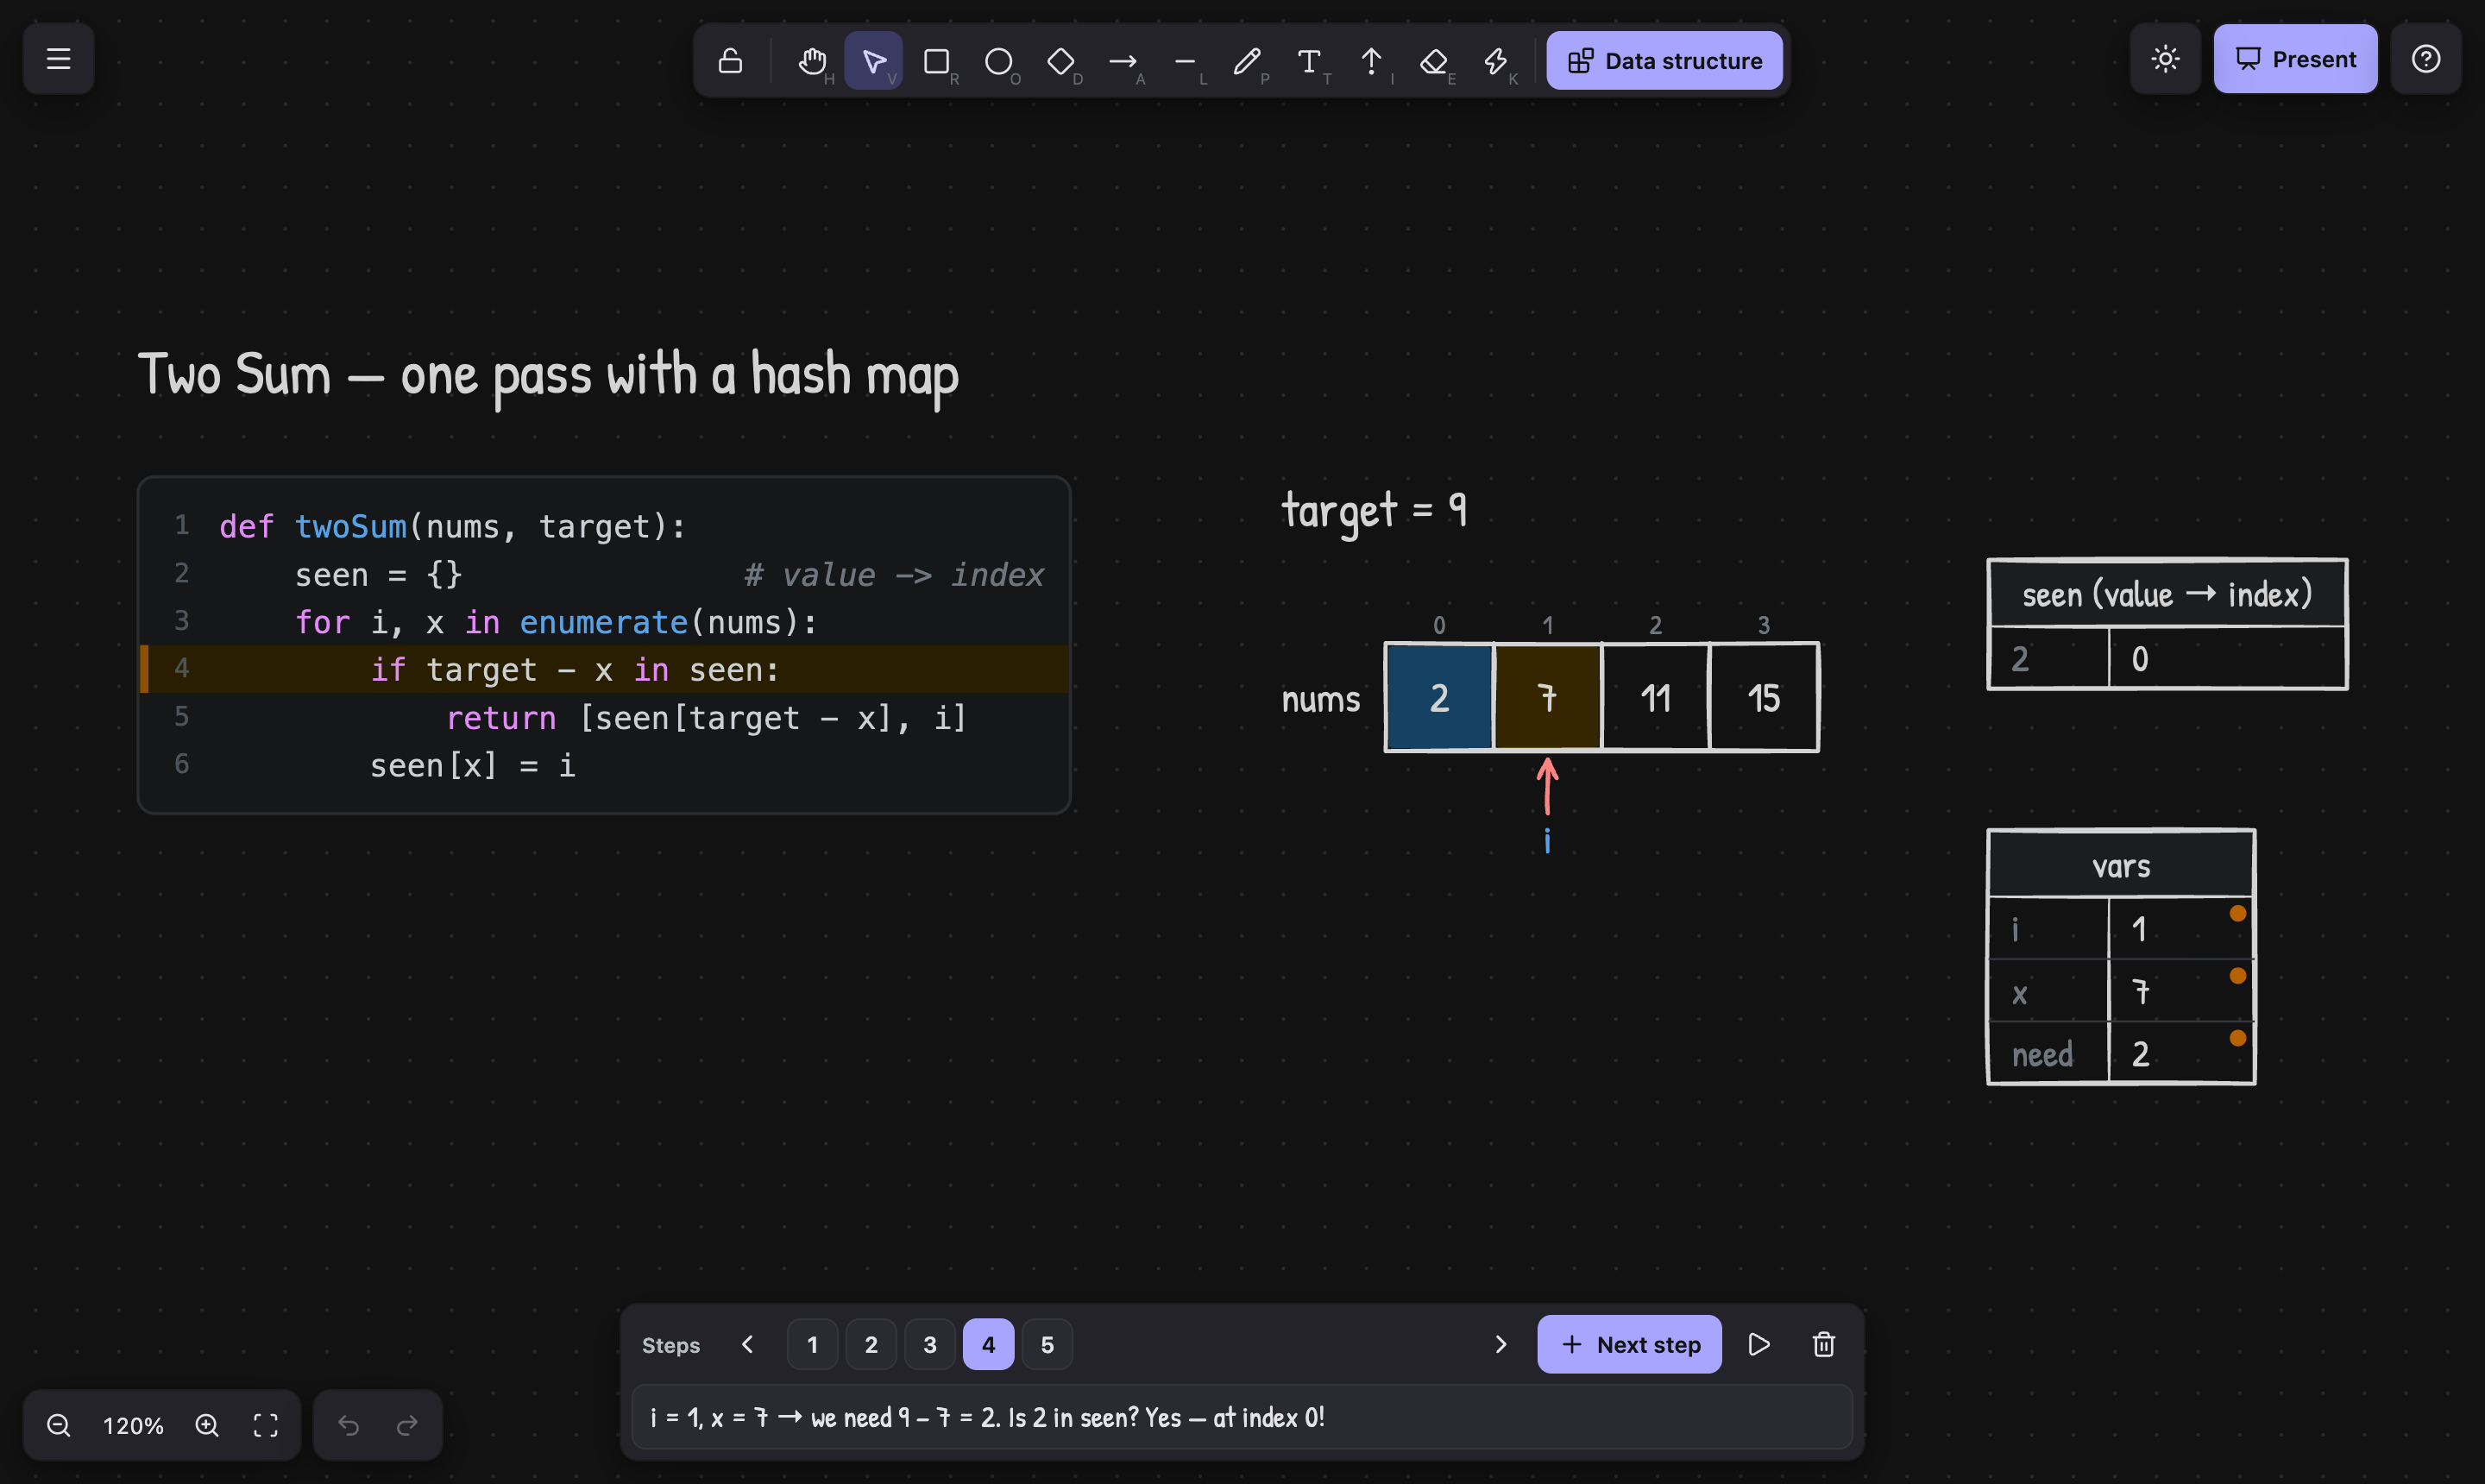 H V R O D A L P T I E K Data structure Present
Two Sum — one pass with a hash map
1 def twoSum(nums, target):
2     seen = {}               # value -> index
3     for i, x in enumerate(nums):
4         if target - x in seen:
5             return [seen[target - x], i]
6         seen[x] = i
target = 9
0 1 2 3
nums 2 7 11 15
i
seen (value → index)
2 0
vars
i 1
x 7
need 2
Steps 1 2 3 4 5 Next step
i = 1, x = 7 → we need 9 - 7 = 2. Is 2 in seen? Yes — at index 0!
120%